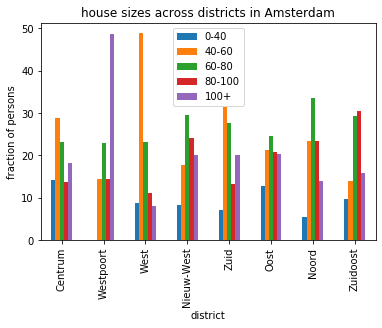 house sizes across districts in Amsterdam
0-40
40-60
60-80
80-100
100+
fraction of persons
50
40
30
20
10
0
Centrum
Westpoort
West
Nieuw-West
Zuid
Oost
Noord
Zuidoost
district